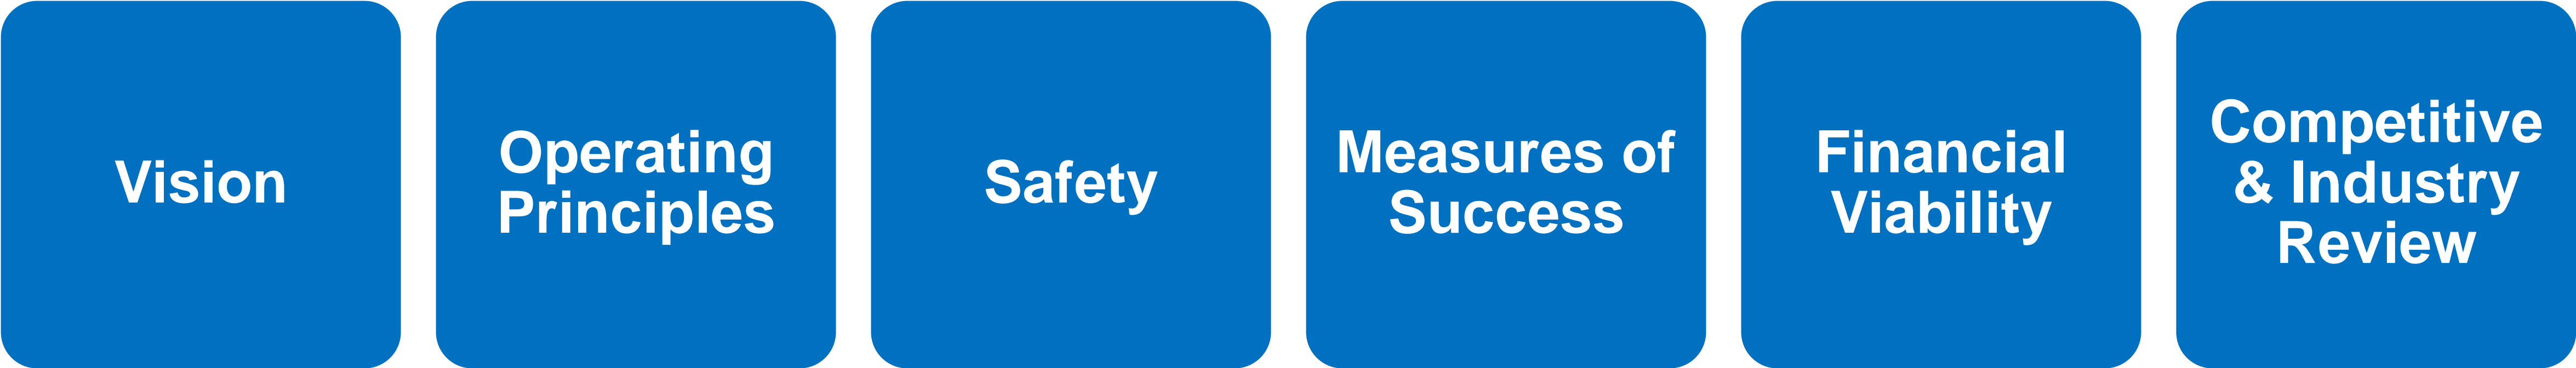 Vision
Operating
Principles
Safety
Measures of
Success
Financial
Viability
Competitive
& Industry
Review